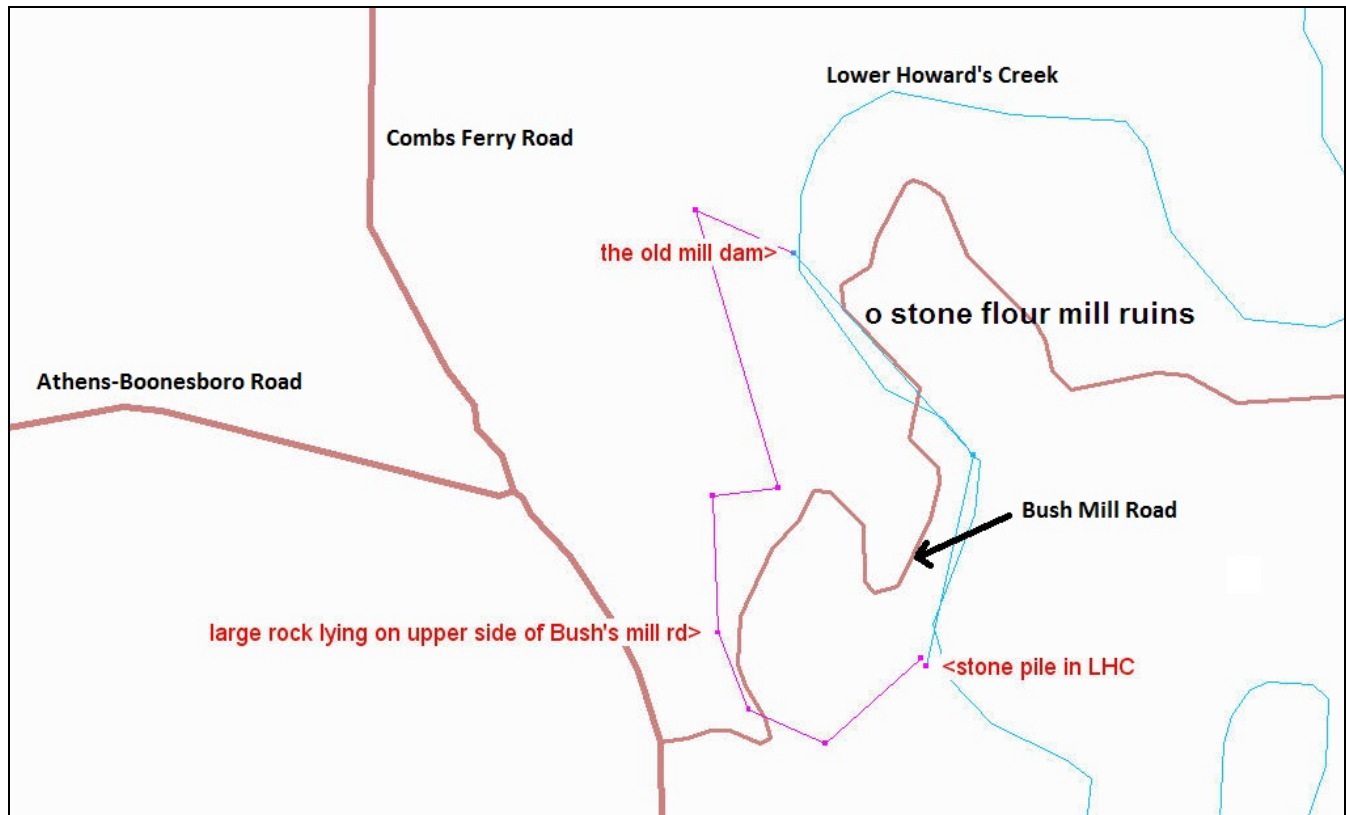 Lower Howard's Creek
Combs Ferry Road
the old mill dam>
o stone flour mill ruins
Athens-Boonesboro Road
Bush Mill Road
large rock lying on upper side of Bush's mill rd>
<stone pile in LHC